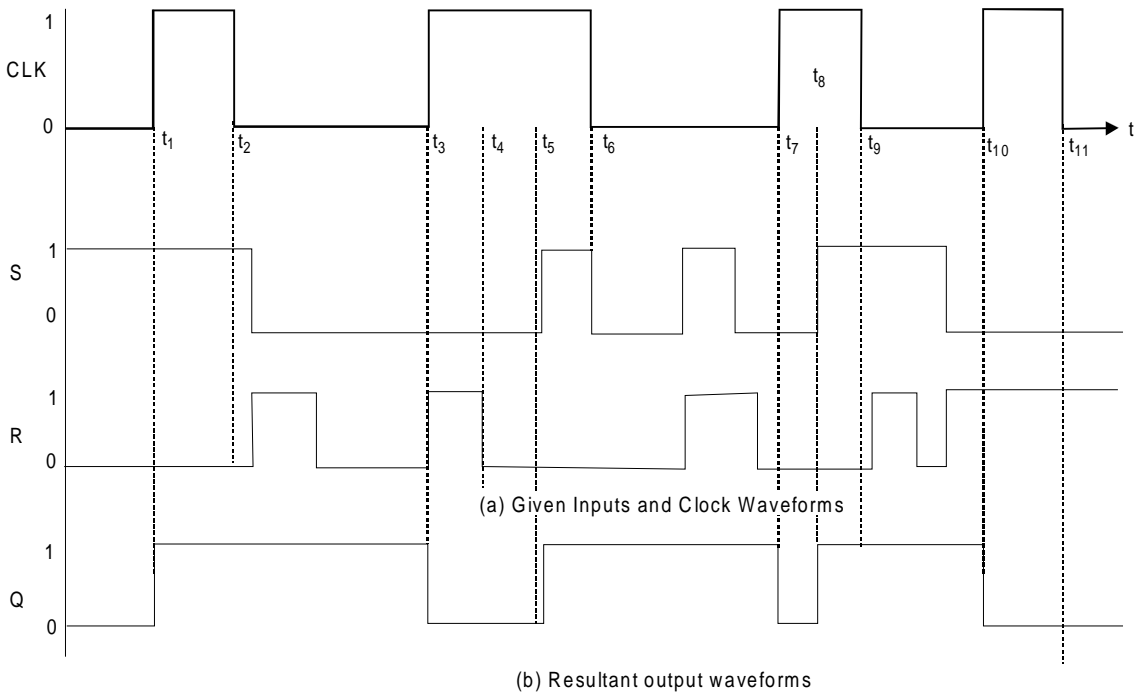 1
CLK
0
t1 t2 t3 t4 t5 t6 t7 t8 t9 t10 t11 t
1
S
0
1
R
0
(a) Given Inputs and Clock Waveforms
1
Q
0
(b) Resultant output waveforms